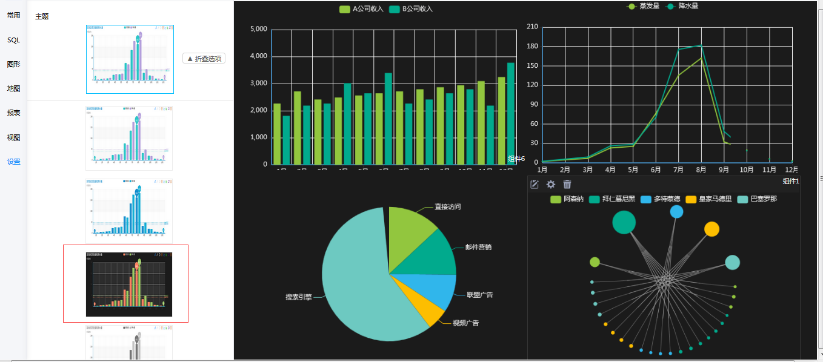 常用
SQL
图形
地图
报表
视图
设置
主题
▲ 折叠选项
A公司收入 B公司收入
5,000
4,000
3,000
2,000
1,000
0
组件6
蒸发量 降水量
210
180
150
120
90
60
30
0
1月 2月 3月 4月 5月 6月 7月 8月 9月 10月 11月 12月
直接访问
邮件营销
联盟广告
视频广告
搜索引擎
组件1
阿森纳 拜仁慕尼黑 多特蒙德 皇家马德里 巴塞罗那